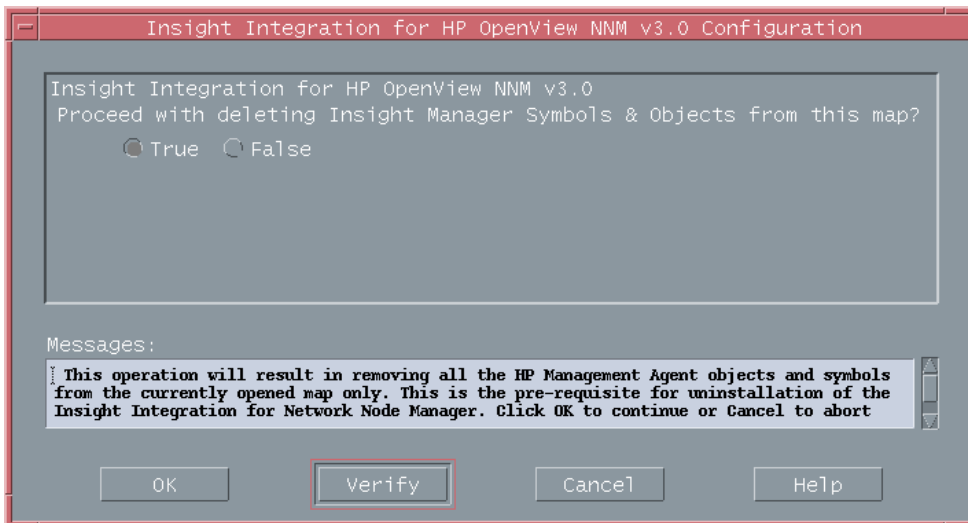 Insight Integration for HP OpenView NNM v3.0 Configuration
Insight Integration for HP OpenView NNM v3.0
Proceed with deleting Insight Manager Symbols & Objects from this map?
True False
Messages:
This operation will result in removing all the HP Management Agent objects and symbols
from the currently opened map only. This is the pre-requisite for uninstallation of the
Insight Integration for Network Node Manager. Click OK to continue or Cancel to abort
OK Verify Cancel Help